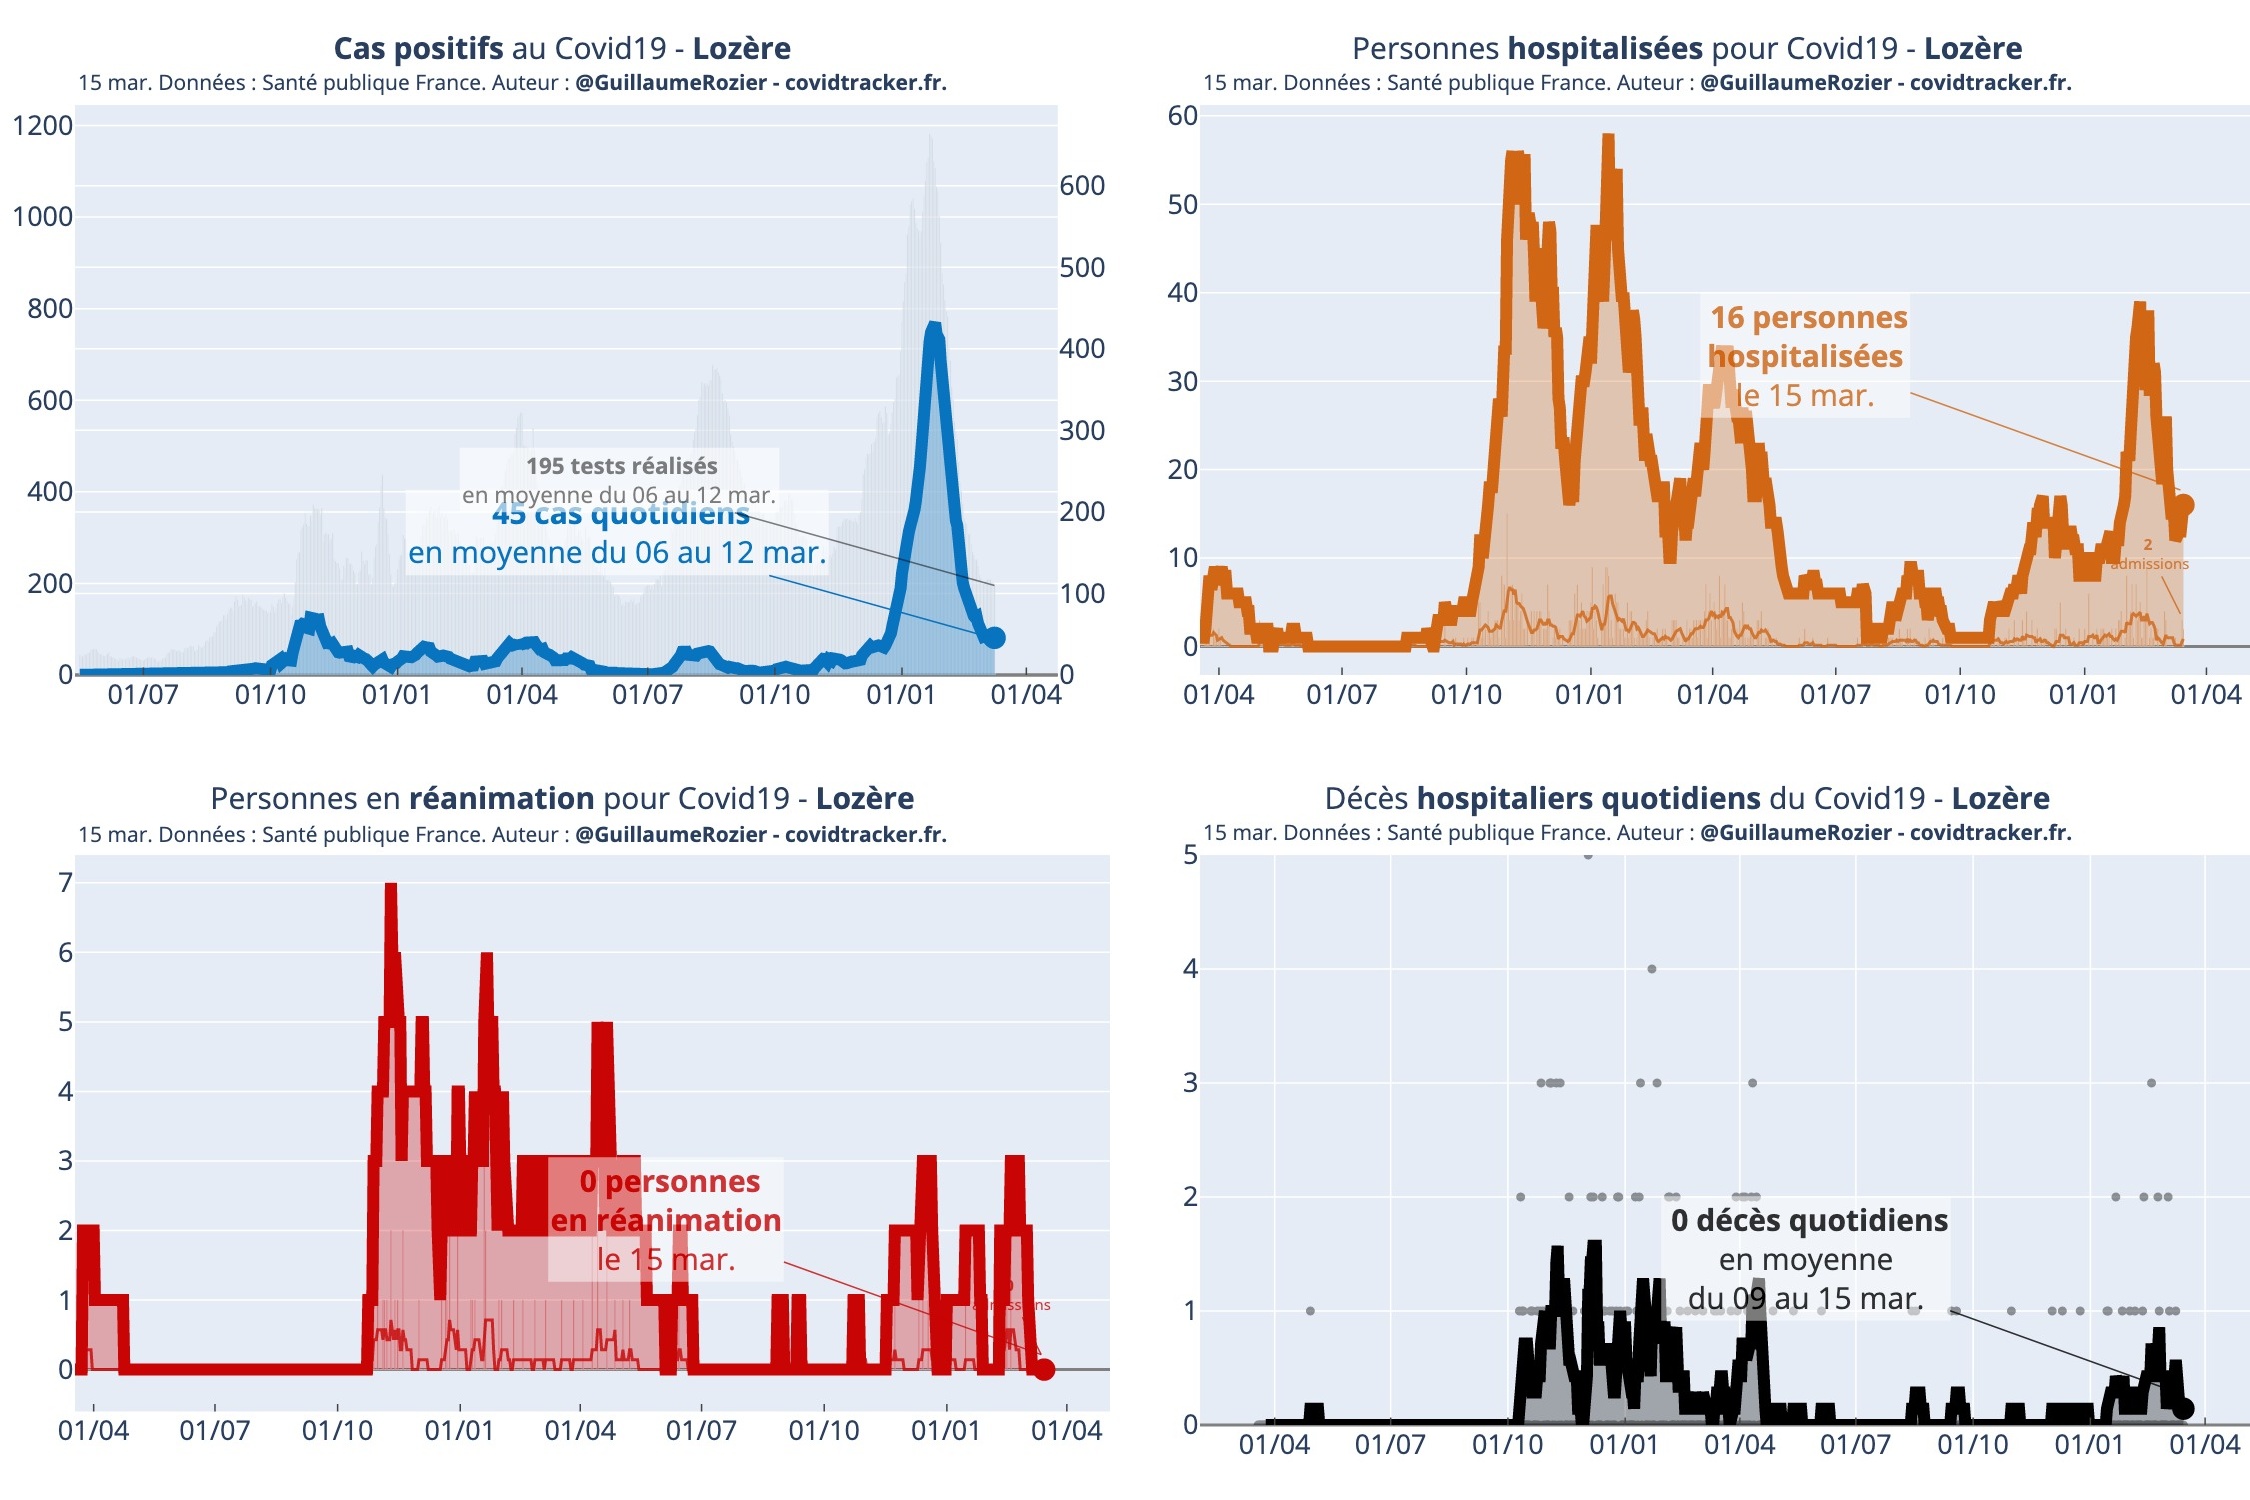 Cas positifs au Covid19 - Lozère
15 mar. Données : Santé publique France. Auteur : @GuillaumeRozier - covidtracker.fr.
1200
1000
800
600
400
200
0
600
500
400
300
200
100
0
195 tests réalisés
en moyenne du 06 au 12 mar.
45 cas quotidiens
en moyenne du 06 au 12 mar.
01/07 01/10 01/01 01/04 01/07 01/10 01/01 01/04
Personnes hospitalisées pour Covid19 - Lozère
15 mar. Données : Santé publique France. Auteur : @GuillaumeRozier - covidtracker.fr.
60
50
40
30
20
10
0
16 personnes
hospitalisées
le 15 mar.
2
admissions
01/04 01/07 01/10 01/01 01/04 01/07 01/10 01/01 01/04
Personnes en réanimation pour Covid19 - Lozère
15 mar. Données : Santé publique France. Auteur : @GuillaumeRozier - covidtracker.fr.
7
6
5
4
3
2
1
0
0 personnes
en réanimation
le 15 mar.
0
admissions
01/04 01/07 01/10 01/01 01/04 01/07 01/10 01/01 01/04
Décès hospitaliers quotidiens du Covid19 - Lozère
15 mar. Données : Santé publique France. Auteur : @GuillaumeRozier - covidtracker.fr.
5
4
3
2
1
0
0 décès quotidiens
en moyenne
du 09 au 15 mar.
01/04 01/07 01/10 01/01 01/04 01/07 01/10 01/01 01/04